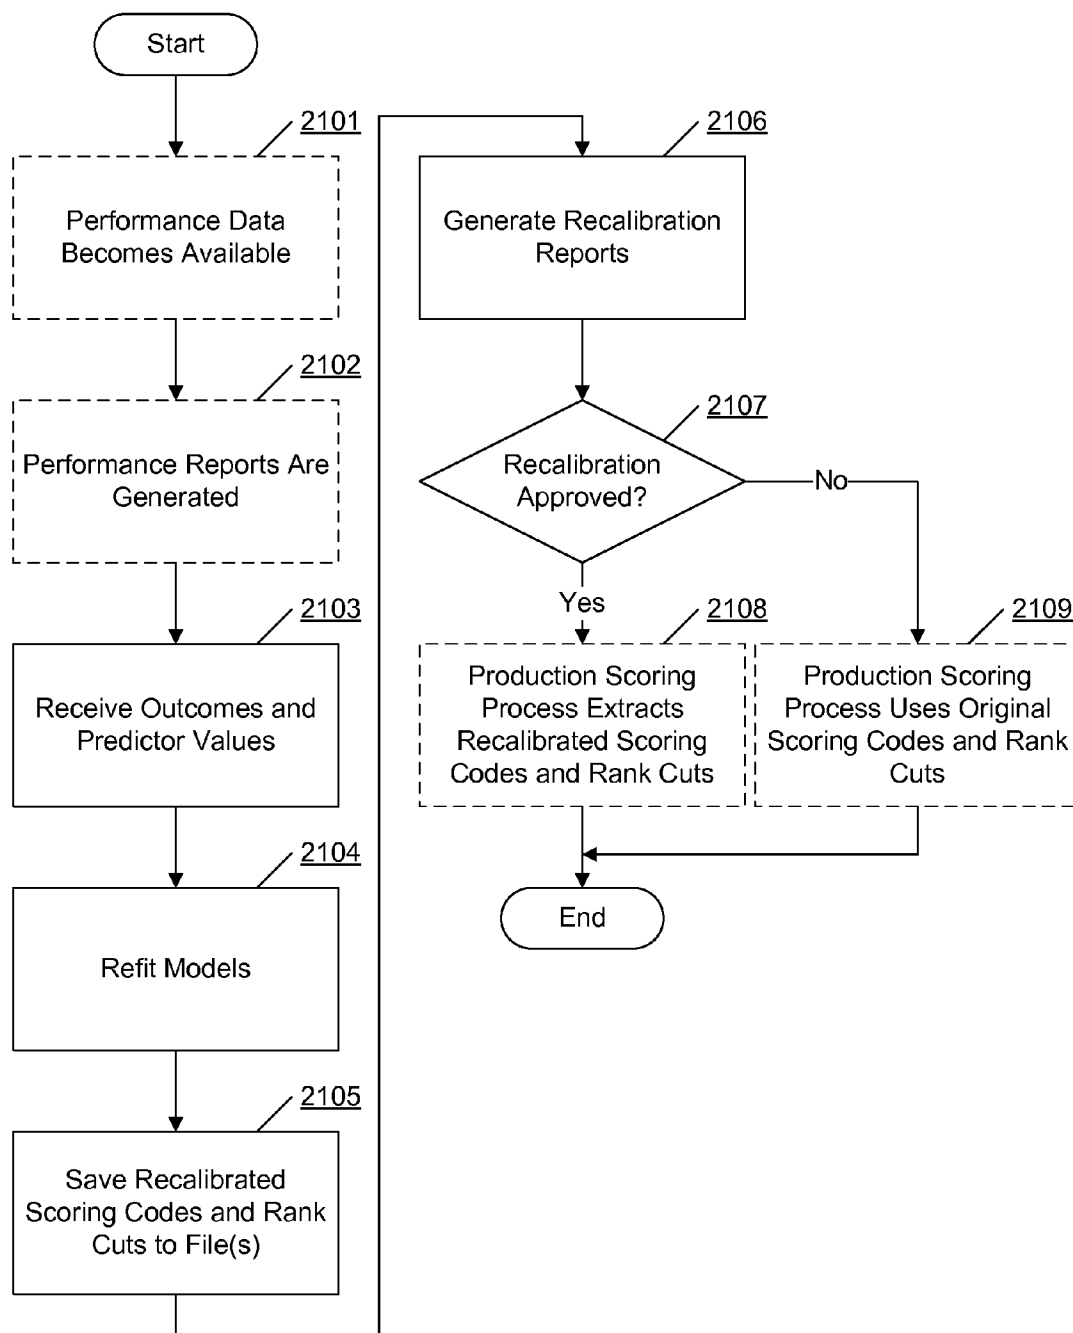 Start
2101
Performance Data
Becomes Available
2102
Performance Reports Are
Generated
2103
Receive Outcomes and
Predictor Values
2104
Refit Models
2105
Save Recalibrated
Scoring Codes and Rank
Cuts to File(s)
2106
Generate Recalibration
Reports
2107
Recalibration
Approved?
No
Yes
2108
Production Scoring
Process Extracts
Recalibrated Scoring
Codes and Rank Cuts
2109
Production Scoring
Process Uses Original
Scoring Codes and Rank
Cuts
End